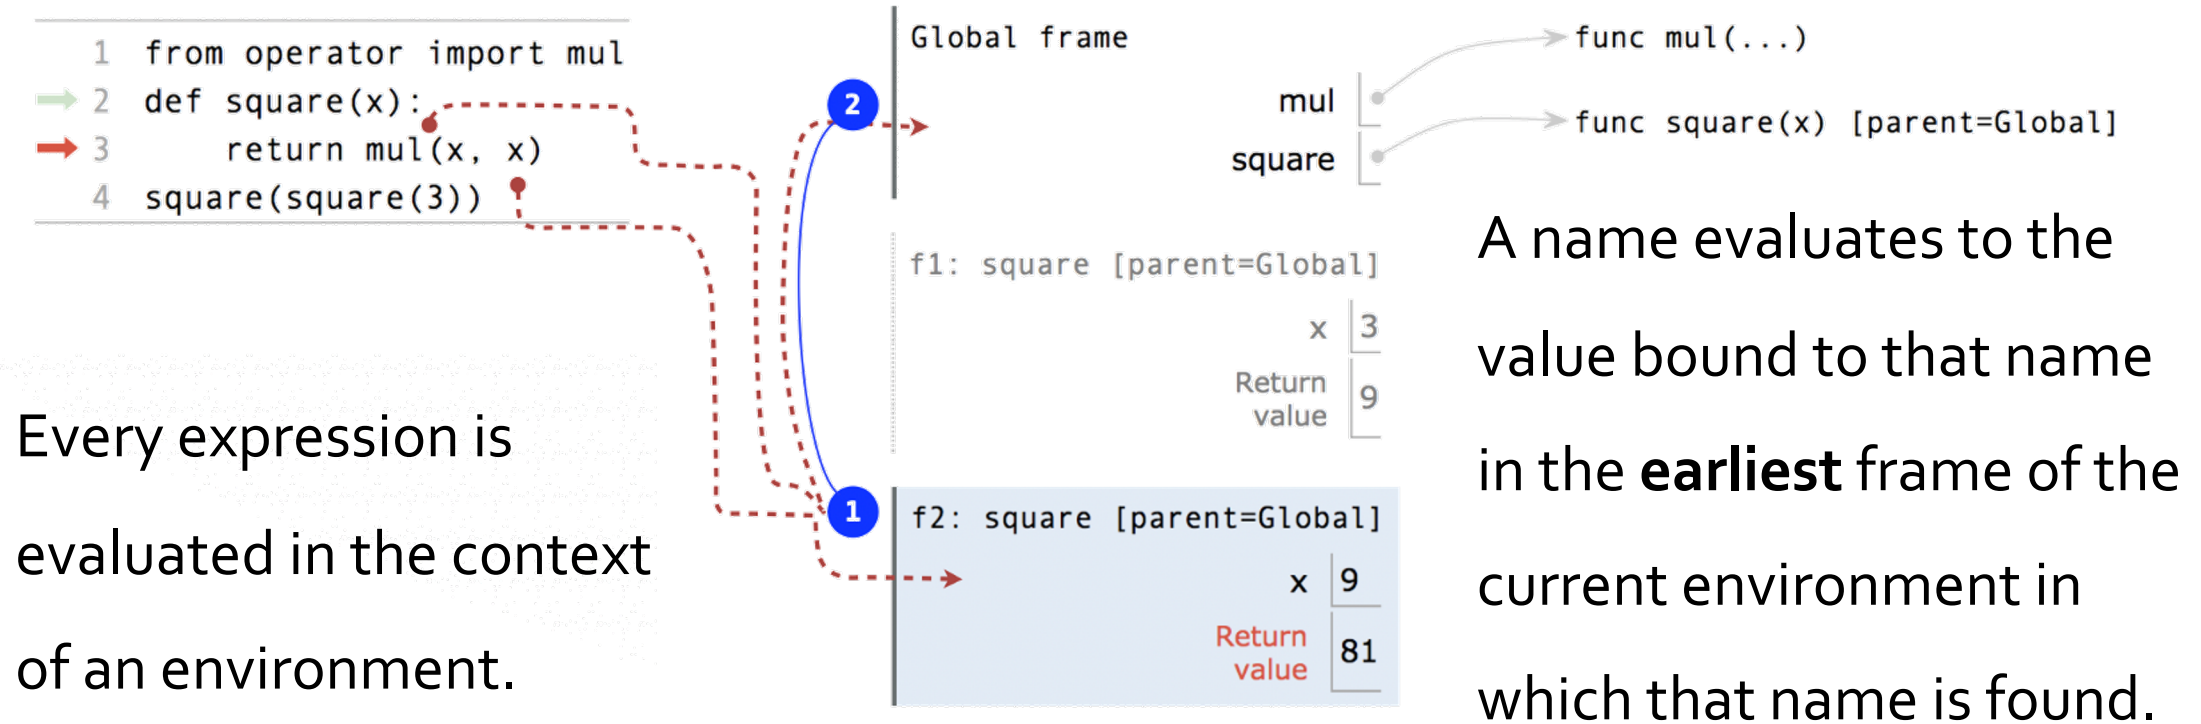 1 from operator import mul
2 def square(x):
3 return mul(x, x)
4 square(square(3))
Every expression is
evaluated in the context
of an environment.
2
1
Global frame
mul
square
func mul(...)
func square(x) [parent=Global]
f1: square [parent=Global]
x 3
Return
value 9
f2: square [parent=Global]
x 9
Return
value 81
A name evaluates to the
value bound to that name
in the earliest frame of the
current environment in
which that name is found.